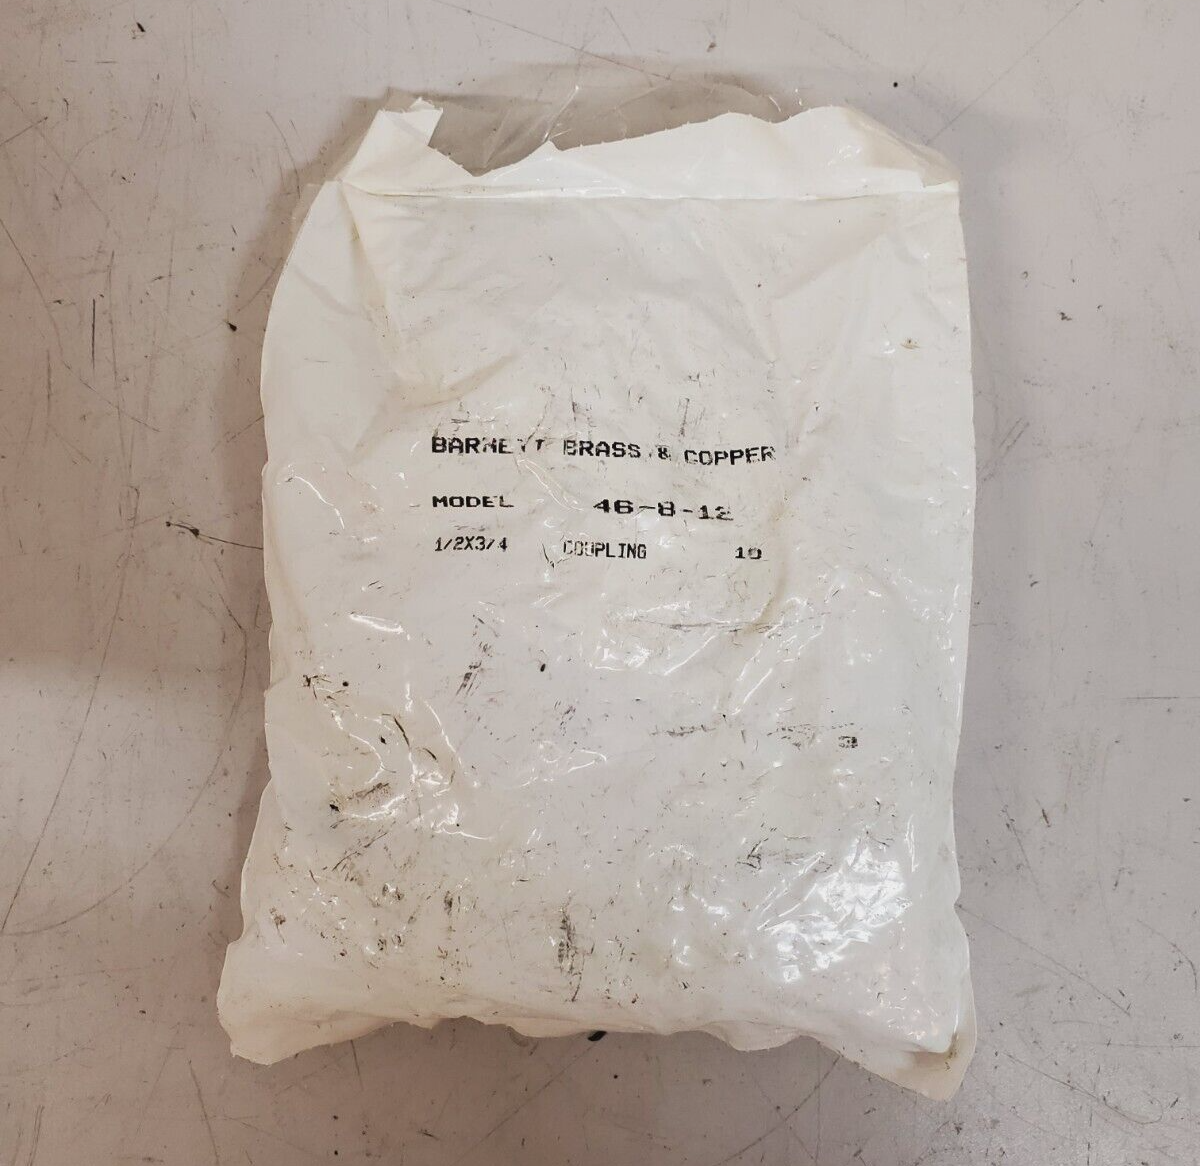 BARNETT BRASS & COPPER
MODEL 46-8-12
1/2X3/4 COUPLING 10